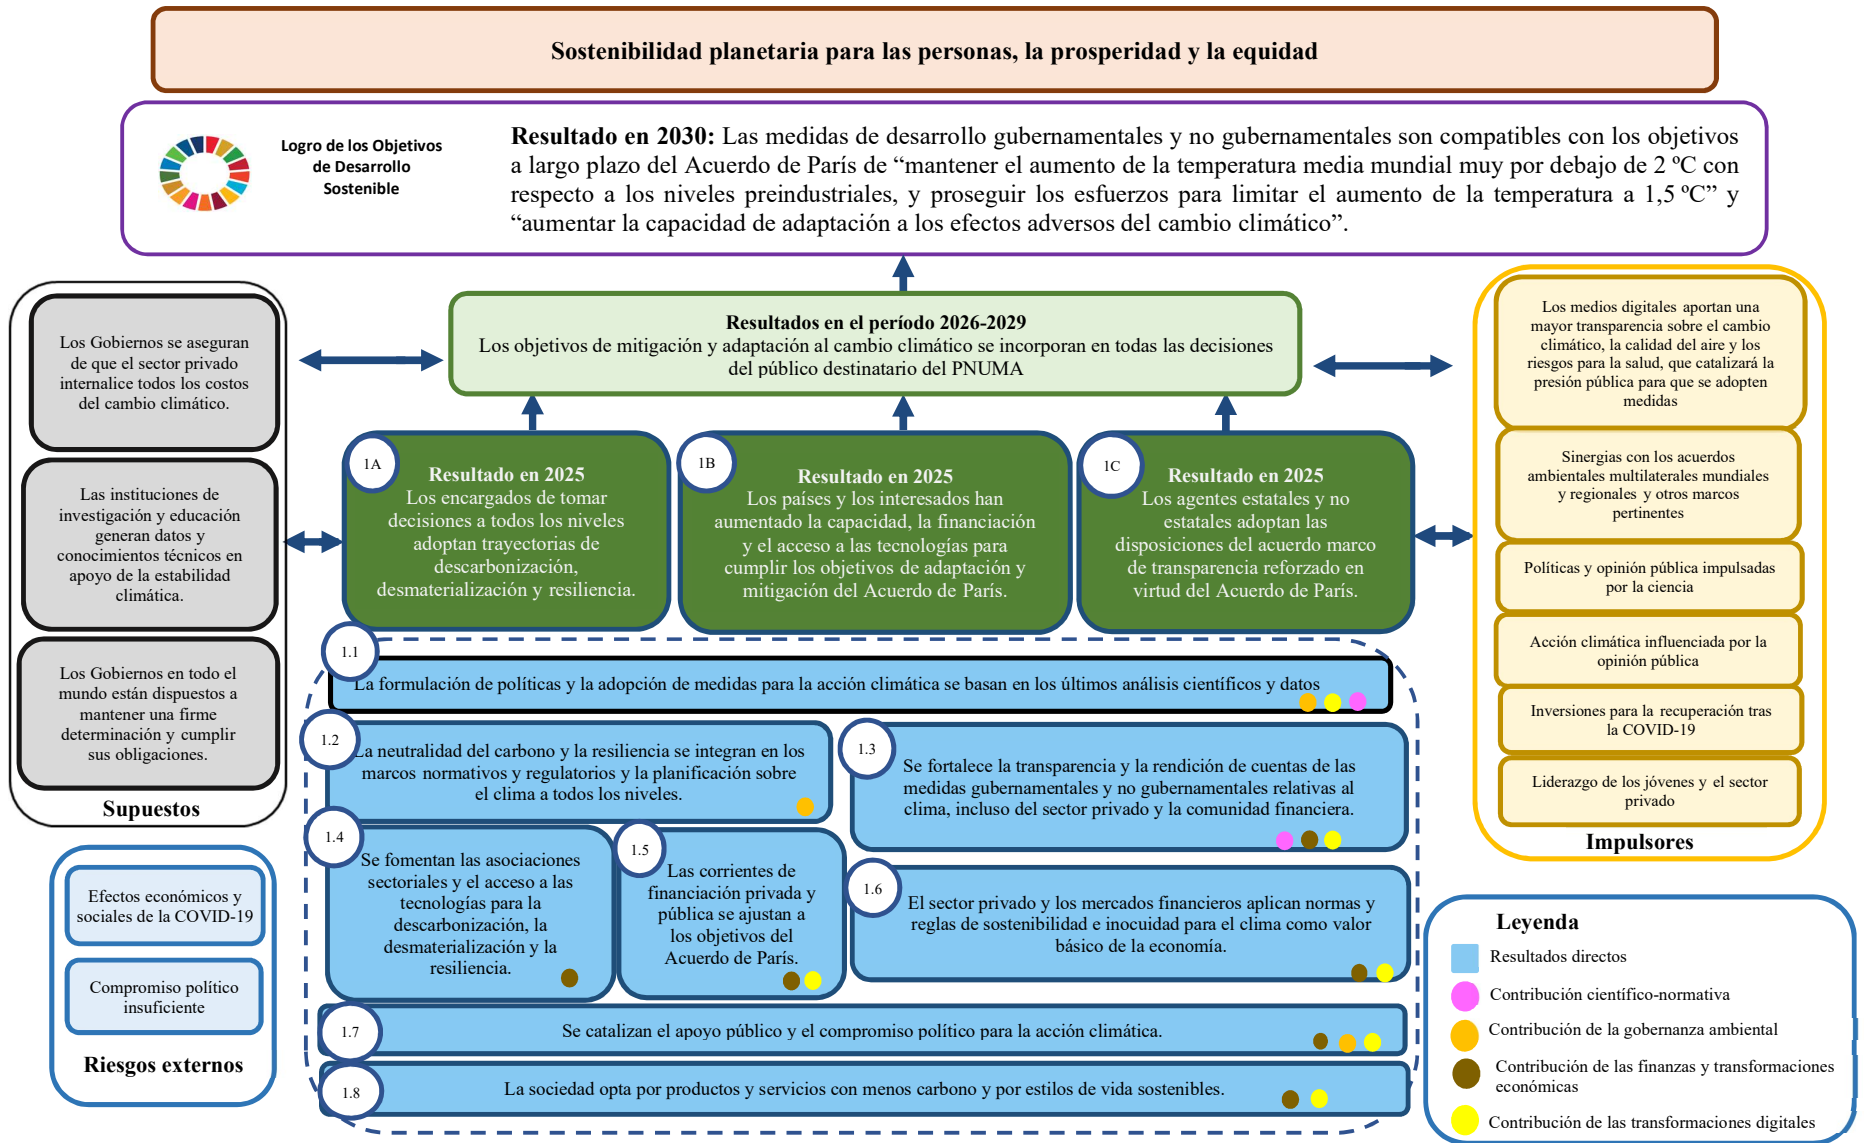 Sostenibilidad planetaria para las personas, la prosperidad y la equidad
Logro de los Objetivos
de Desarrollo
Sostenible
Resultado en 2030: Las medidas de desarrollo gubernamentales y no gubernamentales son compatibles con los objetivos
a largo plazo del Acuerdo de París de “mantener el aumento de la temperatura media mundial muy por debajo de 2 ºC con
respecto a los niveles preindustriales, y proseguir los esfuerzos para limitar el aumento de la temperatura a 1,5 ºC” y
“aumentar la capacidad de adaptación a los efectos adversos del cambio climático”.
Los Gobiernos se aseguran
de que el sector privado
internalice todos los costos
del cambio climático.
Las instituciones de
investigación y educación
generan datos y
conocimientos técnicos en
apoyo de la estabilidad
climática.
Los Gobiernos en todo el
mundo están dispuestos a
mantener una firme
determinación y cumplir
sus obligaciones.
Supuestos
Efectos económicos y
sociales de la COVID-19
Compromiso político
insuficiente
Riesgos externos
Resultados en el período 2026-2029
Los objetivos de mitigación y adaptación al cambio climático se incorporan en todas las decisiones
del público destinatario del PNUMA
1A
Resultado en 2025
Los encargados de tomar
decisiones a todos los niveles
adoptan trayectorias de
descarbonización,
desmaterialización y resiliencia.
1B
Resultado en 2025
Los países y los interesados han
aumentado la capacidad, la financiación
y el acceso a las tecnologías para
cumplir los objetivos de adaptación y
mitigación del Acuerdo de París.
1C
Resultado en 2025
Los agentes estatales y no
estatales adoptan las
disposiciones del acuerdo marco
de transparencia reforzado en
virtud del Acuerdo de París.
1.1
La formulación de políticas y la adopción de medidas para la acción climática se basan en los últimos análisis científicos y datos
1.2
La neutralidad del carbono y la resiliencia se integran en los
marcos normativos y regulatorios y la planificación sobre
el clima a todos los niveles.
1.3
Se fortalece la transparencia y la rendición de cuentas de las
medidas gubernamentales y no gubernamentales relativas al
clima, incluso del sector privado y la comunidad financiera.
1.4
Se fomentan las asociaciones
sectoriales y el acceso a las
tecnologías para la
descarbonización, la
desmaterialización y la
resiliencia.
1.5
Las corrientes de
financiación privada y
pública se ajustan a
los objetivos del
Acuerdo de París.
1.6
El sector privado y los mercados financieros aplican normas y
reglas de sostenibilidad e inocuidad para el clima como valor
básico de la economía.
1.7
Se catalizan el apoyo público y el compromiso político para la acción climática.
1.8
La sociedad opta por productos y servicios con menos carbono y por estilos de vida sostenibles.
Los medios digitales aportan una
mayor transparencia sobre el cambio
climático, la calidad del aire y los
riesgos para la salud, que catalizará la
presión pública para que se adopten
medidas
Sinergias con los acuerdos
ambientales multilaterales mundiales
y regionales y otros marcos
pertinentes
Políticas y opinión pública impulsadas
por la ciencia
Acción climática influenciada por la
opinión pública
Inversiones para la recuperación tras
la COVID-19
Liderazgo de los jóvenes y el sector
privado
Impulsores
Leyenda
Resultados directos
Contribución científico-normativa
Contribución de la gobernanza ambiental
Contribución de las finanzas y transformaciones
económicas
Contribución de las transformaciones digitales